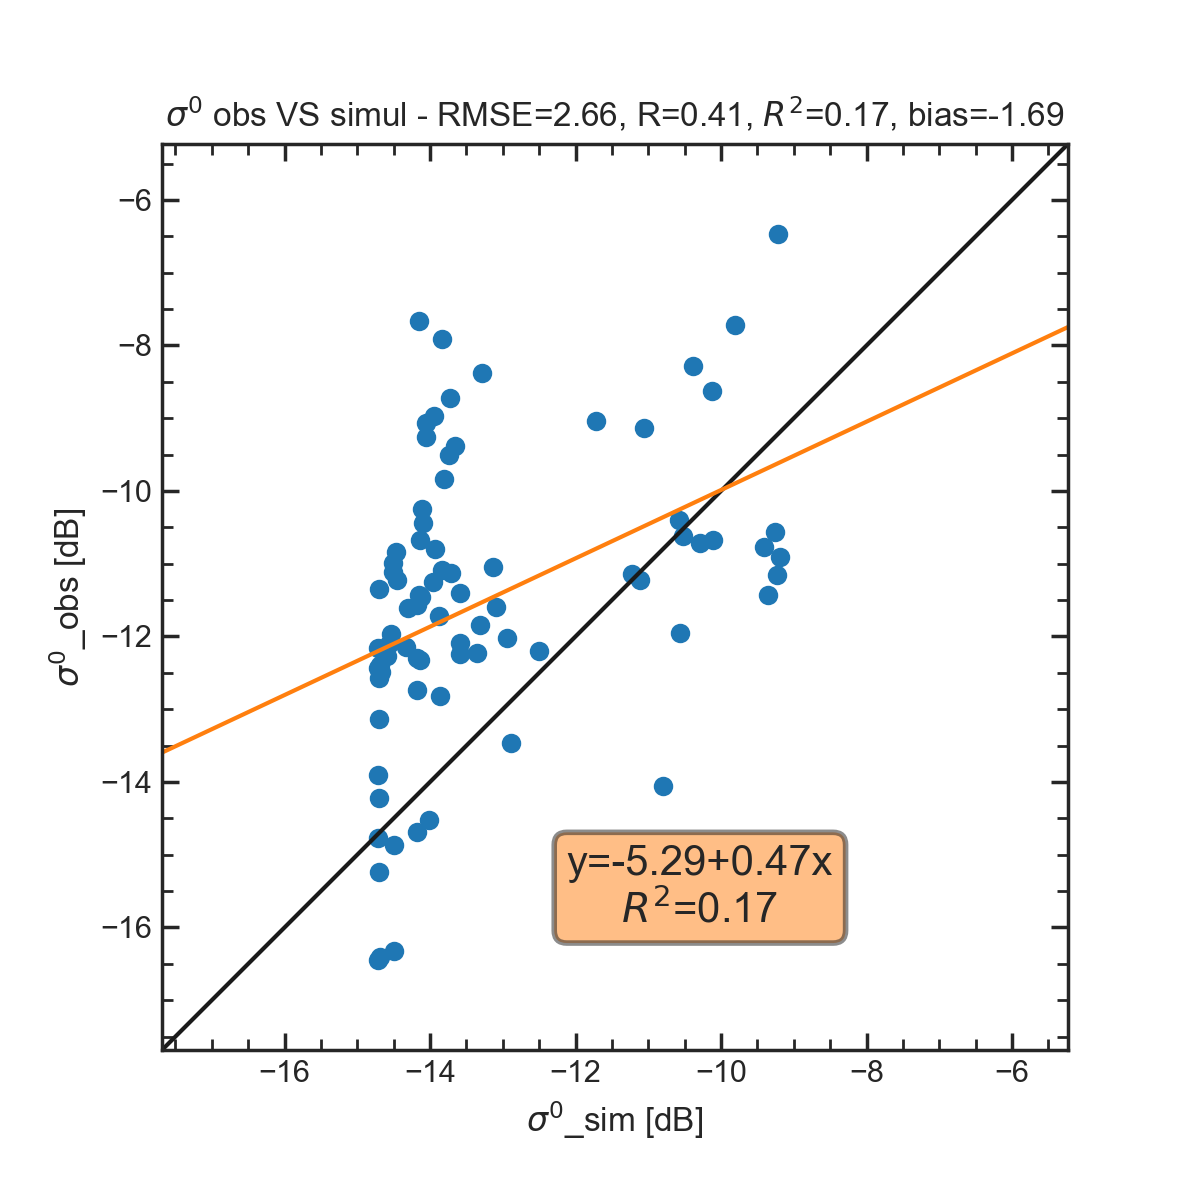 σ⁰ obs VS simul - RMSE=2.66, R=0.41, R²=0.17, bias=-1.69
−6
−8
−10
−12
−14
−16
σ⁰_obs [dB]
y=-5.29+0.47x
R²=0.17
−16 −14 −12 −10 −8 −6
σ⁰_sim [dB]